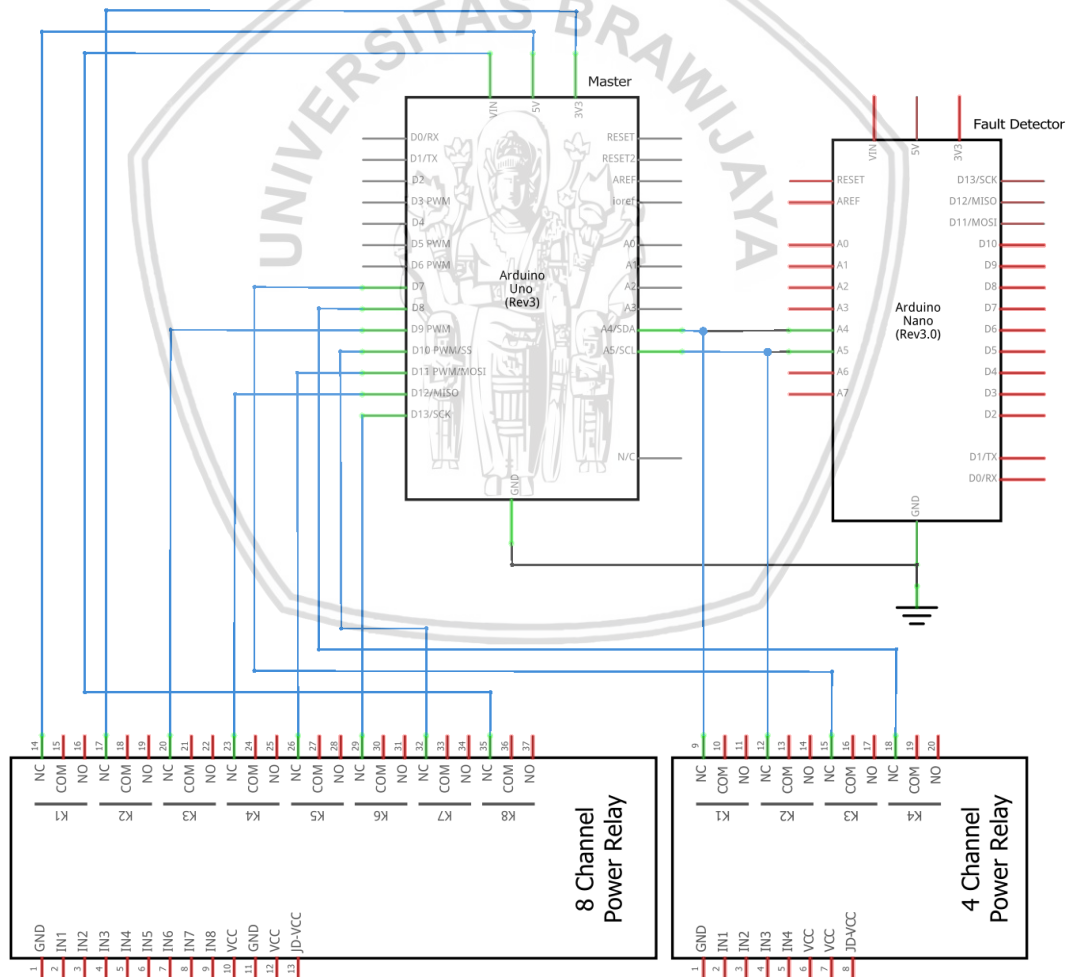 UNIVERSITAS BRAWIJAYA
Master
VIN
5V
3V3
D0/RX
D1/TX
D2
D3 PWM
D4
D5 PWM
D6 PWM
D7
D8
D9 PWM
D10 PWM/SS
D11 PWM/MOSI
D12/MISO
D13/SCK
Arduino
Uno
(Rev3)
RESET
RESET2
AREF
ioref
A0
A1
A2
A3
A4/SDA
A5/SCL
N/C
GND
Fault Detector
VIN
5V
3V3
RESET
AREF
A0
A1
A2
A3
A4
A5
A6
A7
Arduino
Nano
(Rev3.0)
D13/SCK
D12/MISO
D11/MOSI
D10
D9
D8
D7
D6
D5
D4
D3
D2
D1/TX
D0/RX
GND
14 15 16 17 18 19 20 21 22 23 24 25 26 27 28 29 30 31 32 33 34 35 36 37
NC COM NO NC COM NO NC COM NO NC COM NO NC COM NO NC COM NO NC COM NO NC COM NO
K1 K2 K3 K4 K5 K6 K7 K8
8 Channel
Power Relay
GND IN1 IN2 IN3 IN4 IN5 IN6 IN7 IN8 VCC GND VCC JD-VCC
1 2 3 4 5 6 7 8 9 10 11 12 13
9 10 11 12 13 14 15 16 17 18 19 20
NC COM NO NC COM NO NC COM NO NC COM NO
K1 K2 K3 K4
4 Channel
Power Relay
GND IN1 IN2 IN3 IN4 VCC VCC JD-VCC
1 2 3 4 5 6 7 8